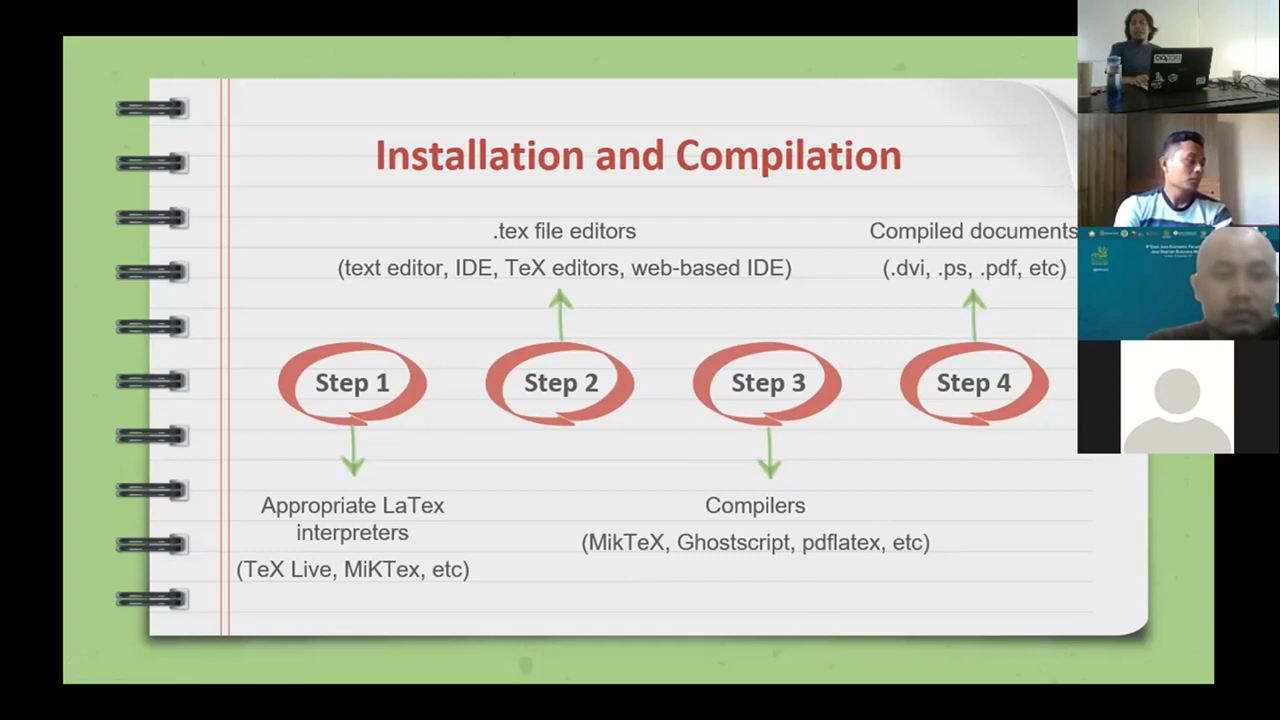 Installation and Compilation
.tex file editors
(text editor, IDE, TeX editors, web-based IDE)
Compiled documents
(.dvi, .ps, .pdf, etc)
Step 1
Step 2
Step 3
Step 4
Appropriate LaTex
interpreters
(TeX Live, MiKTex, etc)
Compilers
(MikTeX, Ghostscript, pdflatex, etc)